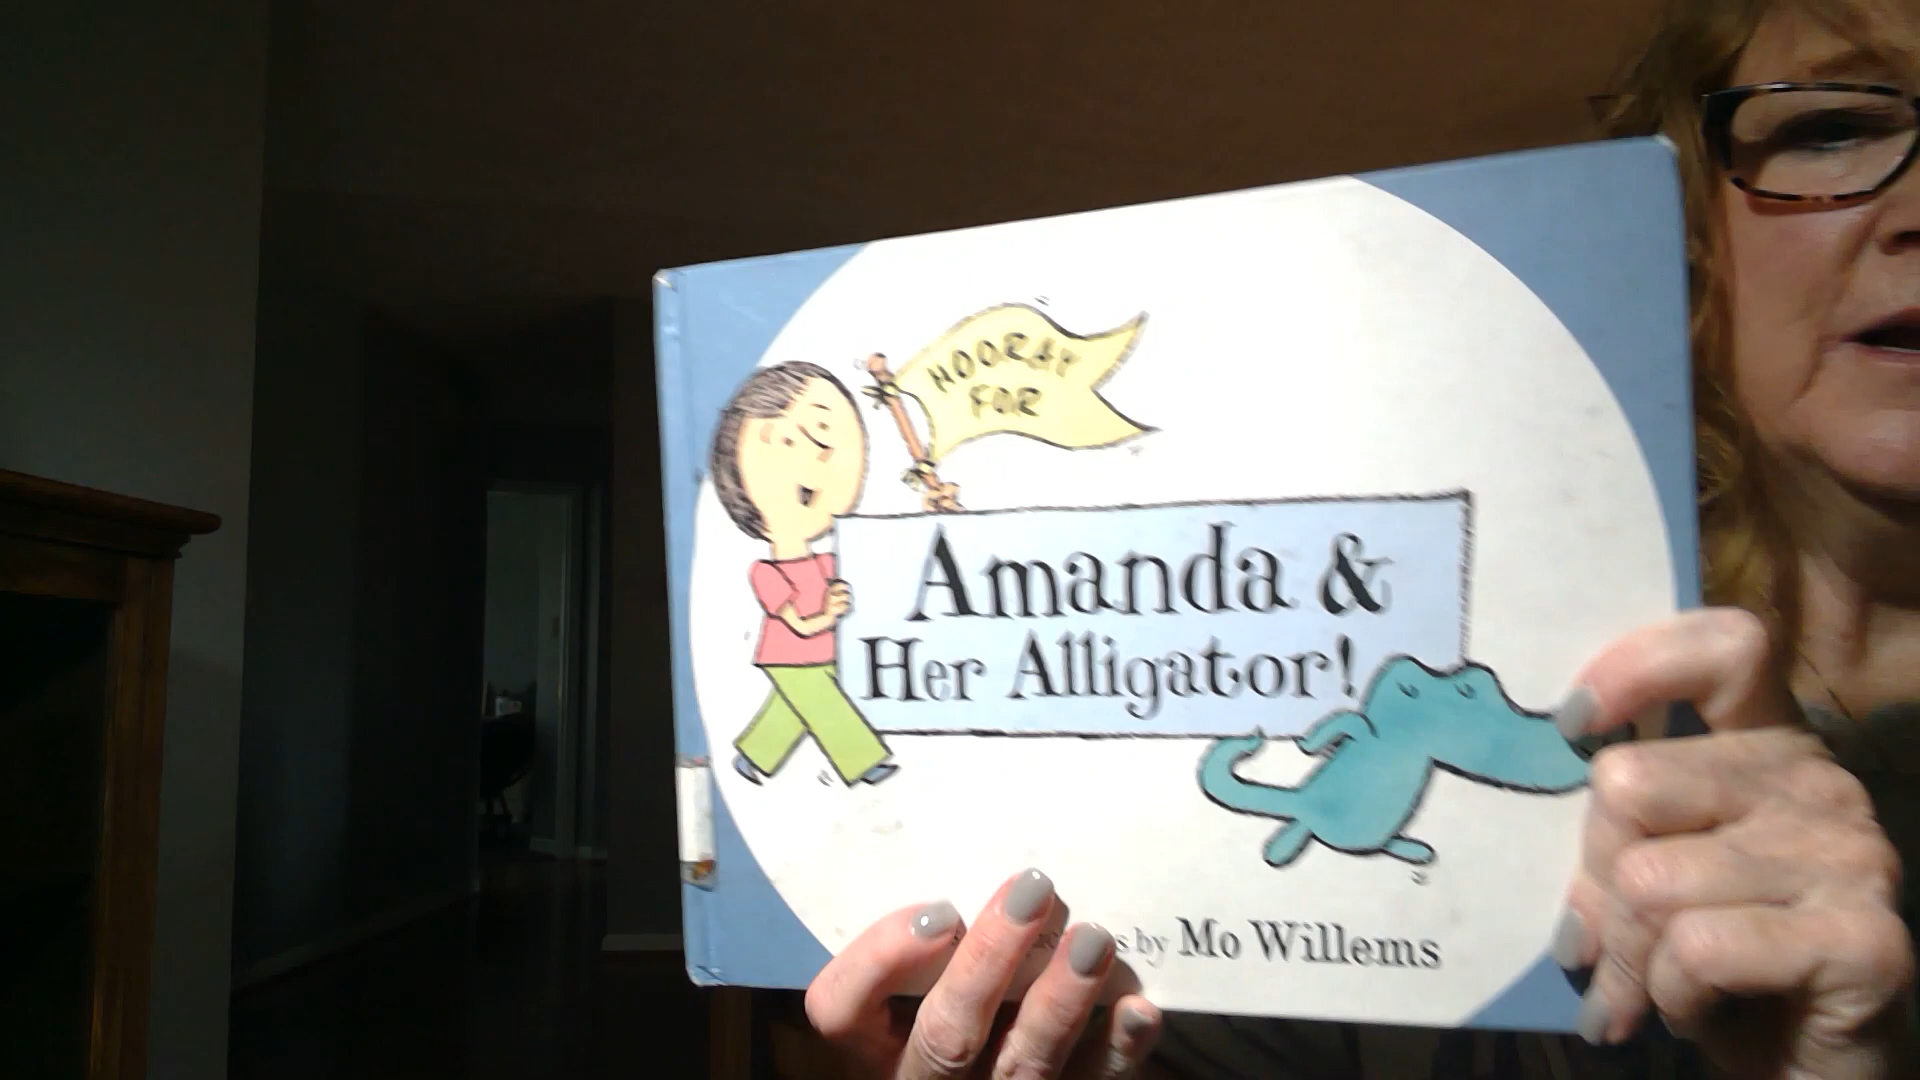 HOORAY
FOR
Amanda &
Her Alligator!
by Mo Willems